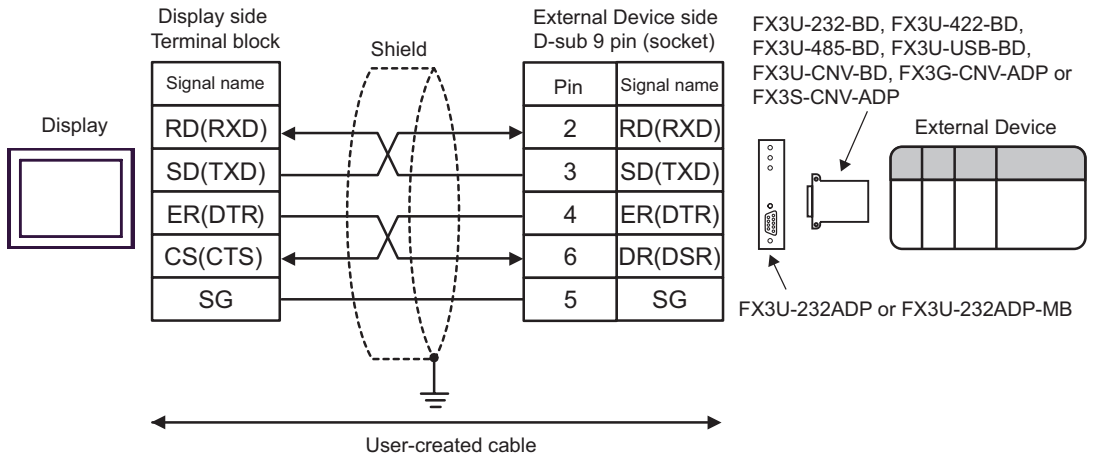 Display side
Terminal block
Shield
External Device side
D-sub 9 pin (socket)
FX3U-232-BD, FX3U-422-BD,
FX3U-485-BD, FX3U-USB-BD,
FX3U-CNV-BD, FX3G-CNV-ADP or
FX3S-CNV-ADP
Display
Signal name
Pin
Signal name
External Device
RD(RXD)
2
RD(RXD)
SD(TXD)
3
SD(TXD)
ER(DTR)
4
ER(DTR)
CS(CTS)
6
DR(DSR)
SG
5
SG
FX3U-232ADP or FX3U-232ADP-MB
User-created cable